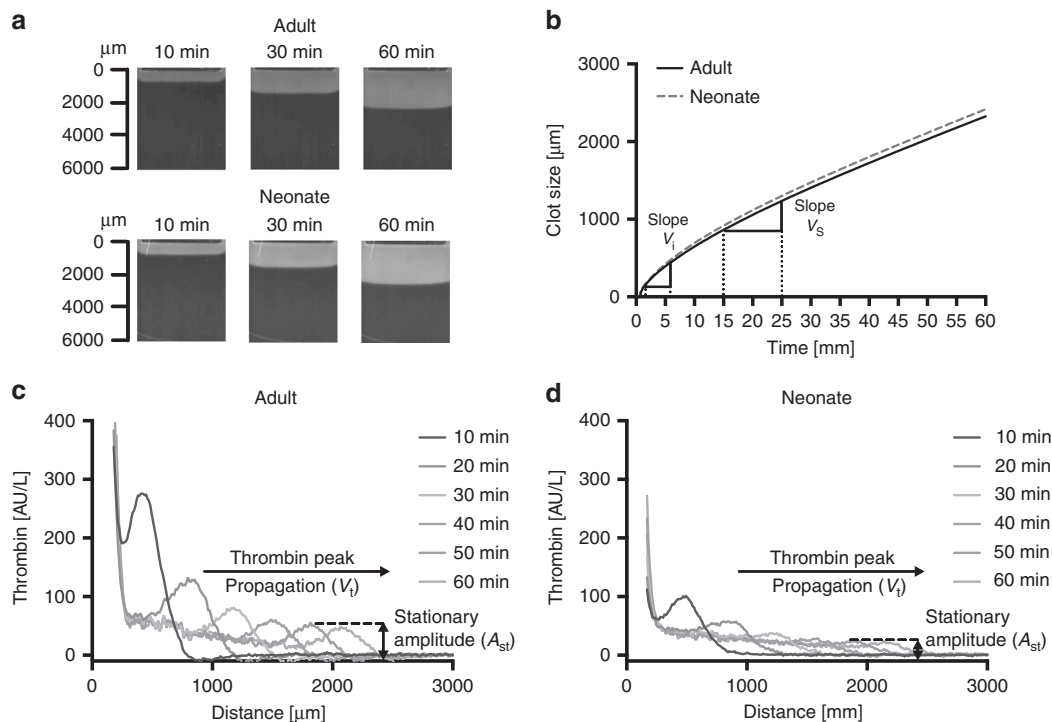 a
Adult
μm
10 min 30 min 60 min
0
2000
4000
6000
Neonate
μm
10 min 30 min 60 min
0
2000
4000
6000
b
3000
2000
1000
0
Clot size [μm]
Adult
Neonate
Slope
Vi
Slope
VS
0 5 10 15 20 25 30 35 40 45 50 55 60
Time [mm]
c
Adult
400
300
200
100
0
Thrombin [AU/L]
10 min
20 min
30 min
40 min
50 min
60 min
Thrombin peak
Propagation (Vt)
Stationary
amplitude (Ast)
0 1000 2000 3000
Distance [μm]
d
Neonate
400
300
200
100
0
Thrombin [AU/L]
10 min
20 min
30 min
40 min
50 min
60 min
Thrombin peak
Propagation (Vt)
Stationary
amplitude (Ast)
0 1000 2000 3000
Distance [mm]